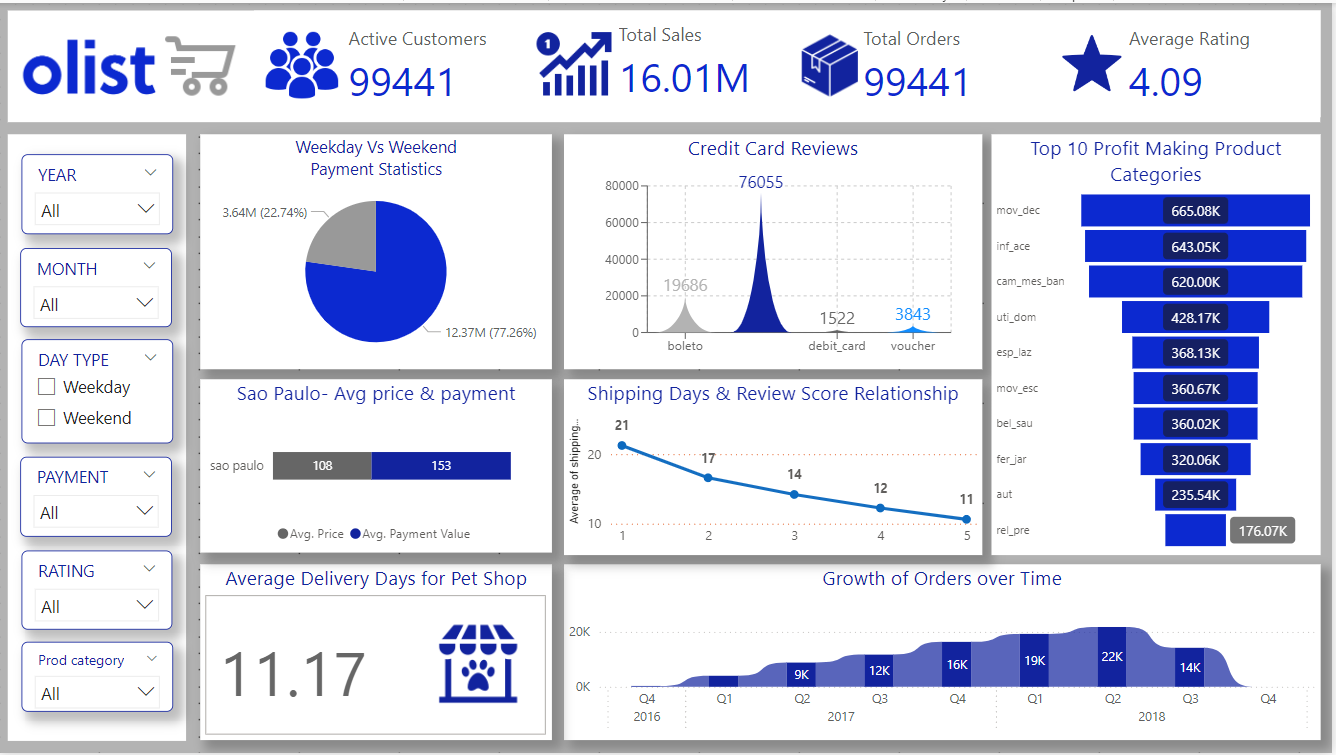 olist
Active Customers
99441
1
Total Sales
16.01M
Total Orders
99441
Average Rating
4.09
YEAR
All
MONTH
All
DAY TYPE
Weekday
Weekend
PAYMENT
All
RATING
All
Prod category
All
Weekday Vs Weekend
Payment Statistics
3.64M (22.74%)
12.37M (77.26%)
Credit Card Reviews
80000
60000
40000
20000
0
19686
76055
1522
3843
boleto
debit_card
voucher
Top 10 Profit Making Product
Categories
mov_dec 665.08K
inf_ace 643.05K
cam_mes_ban 620.00K
uti_dom 428.17K
esp_laz 368.13K
mov_esc 360.67K
bel_sau 360.02K
fer_jar 320.06K
aut 235.54K
rel_pre 176.07K
Sao Paulo- Avg price & payment
sao paulo 108 153
Avg. Price Avg. Payment Value
Shipping Days & Review Score Relationship
Average of shipping...
20
10
21
17
14
12
11
1 2 3 4 5
Average Delivery Days for Pet Shop
11.17
Growth of Orders over Time
20K
0K
9K
12K
16K
19K
22K
14K
Q4 Q1 Q2 Q3 Q4 Q1 Q2 Q3 Q4
2016 2017 2018